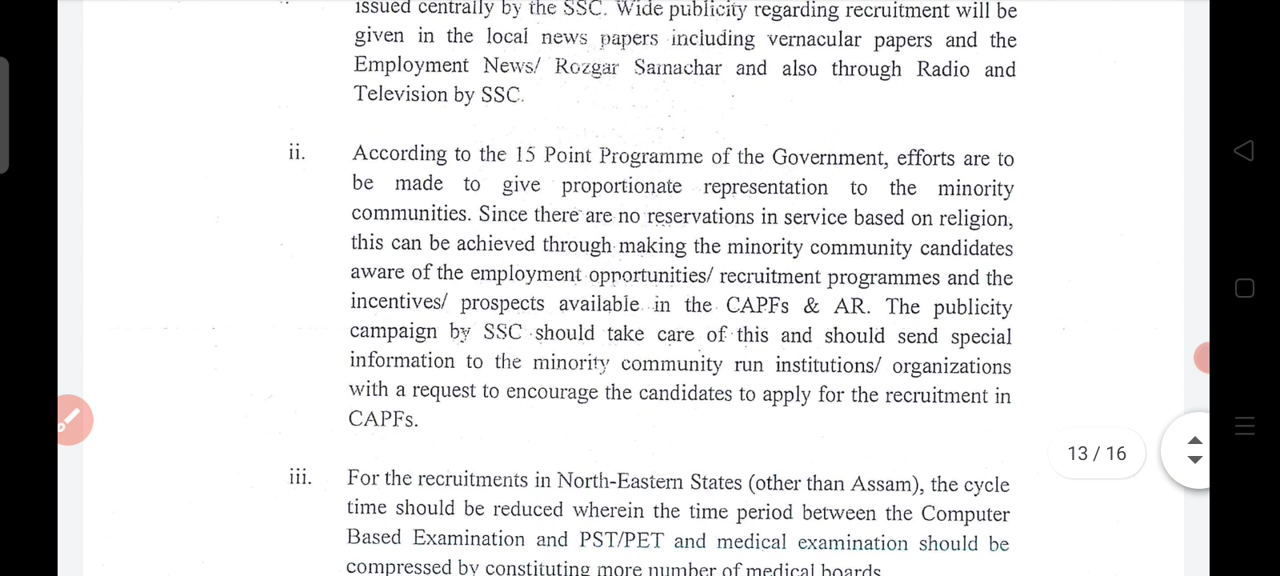 issued centrally by the SSC. Wide publicity regarding recruitment will be
given in the local news papers including vernacular papers and the
Employment News/ Rozgar Samachar and also through Radio and
Television by SSC.
ii. According to the 15 Point Programme of the Government, efforts are to
be made to give proportionate representation to the minority
communities. Since there are no reservations in service based on religion,
this can be achieved through making the minority community candidates
aware of the employment opportunities/ recruitment programmes and the
incentives/ prospects available in the CAPFs & AR. The publicity
campaign by SSC should take care of this and should send special
information to the minority community run institutions/ organizations
with a request to encourage the candidates to apply for the recruitment in
CAPFs.
13 / 16
iii. For the recruitments in North-Eastern States (other than Assam), the cycle
time should be reduced wherein the time period between the Computer
Based Examination and PST/PET and medical examination should be
compressed by constituting more number of medical boards